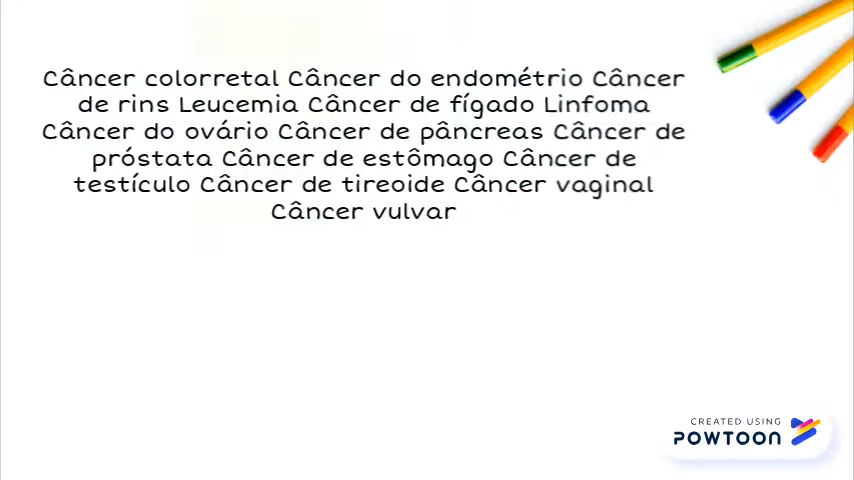 Câncer colorretal Câncer do endométrio Câncer
de rins Leucemia Câncer de fígado Linfoma
Câncer do ovário Câncer de pâncreas Câncer de
próstata Câncer de estômago Câncer de
testículo Câncer de tireoide Câncer vaginal
Câncer vulvar
CREATED USING
POWTOON